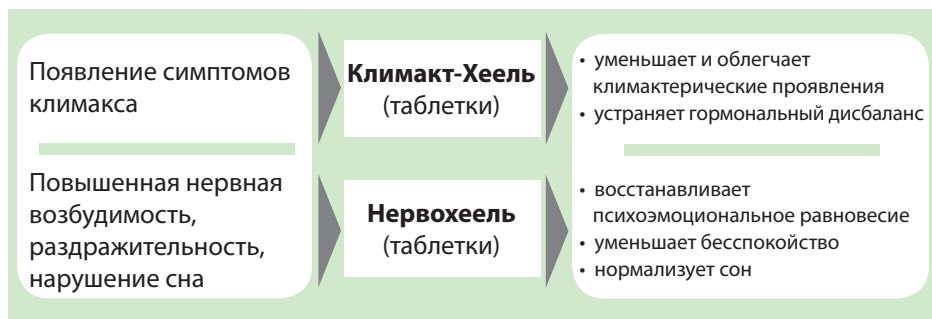 Появление симптомов
климакса
Климакт-Хеель
(таблетки)
• уменьшает и облегчает
климактерические проявления
• устраняет гормональный дисбаланс
Повышенная нервная
возбудимость,
раздражительность,
нарушение сна
Нервохеель
(таблетки)
• восстанавливает
психоэмоциональное равновесие
• уменьшает бесспокойство
• нормализует сон